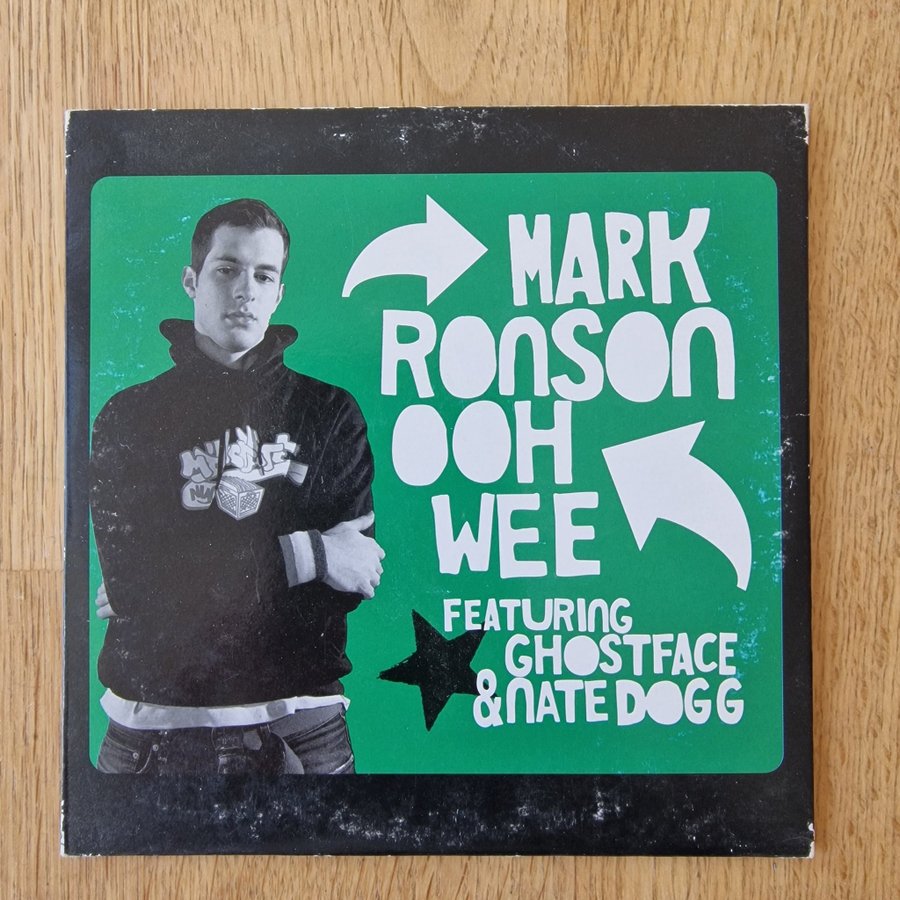 MARK
RONSON
OOH
WEE
FEATURING
GHOSTFACE
& NATE DOGG